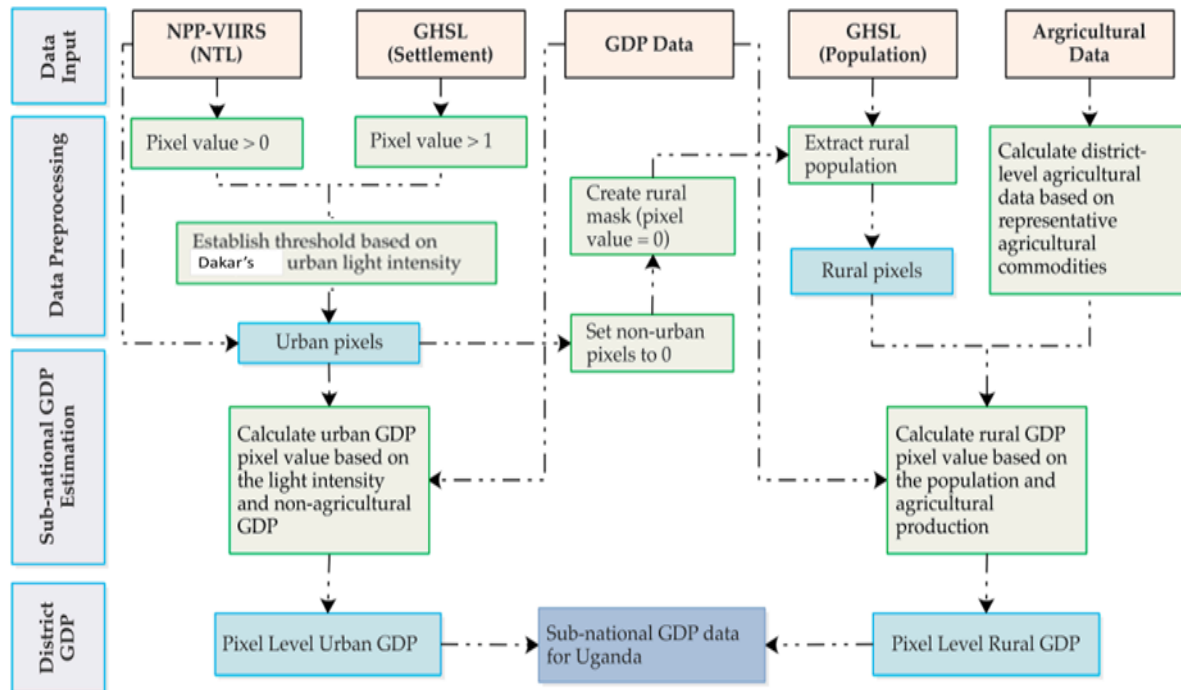 Data
Input
NPP-VIIRS
(NTL)
GHSL
(Settlement)
GDP Data
GHSL
(Population)
Argricultural
Data
Data Preprocessing
Pixel value > 0
Pixel value > 1
Establish threshold based on
Dakar's urban light intensity
Urban pixels
Create rural
mask (pixel
value = 0)
Set non-urban
pixels to 0
Extract rural
population
Rural pixels
Calculate district-
level agricultural
data based on
representative
agricultural
commodities
Sub-national GDP
Estimation
Calculate urban GDP
pixel value based on
the light intensity
and non-agricultural
GDP
Calculate rural GDP
pixel value based on
the population and
agricultural
production
District
GDP
Pixel Level Urban GDP
Sub-national GDP data
for Uganda
Pixel Level Rural GDP